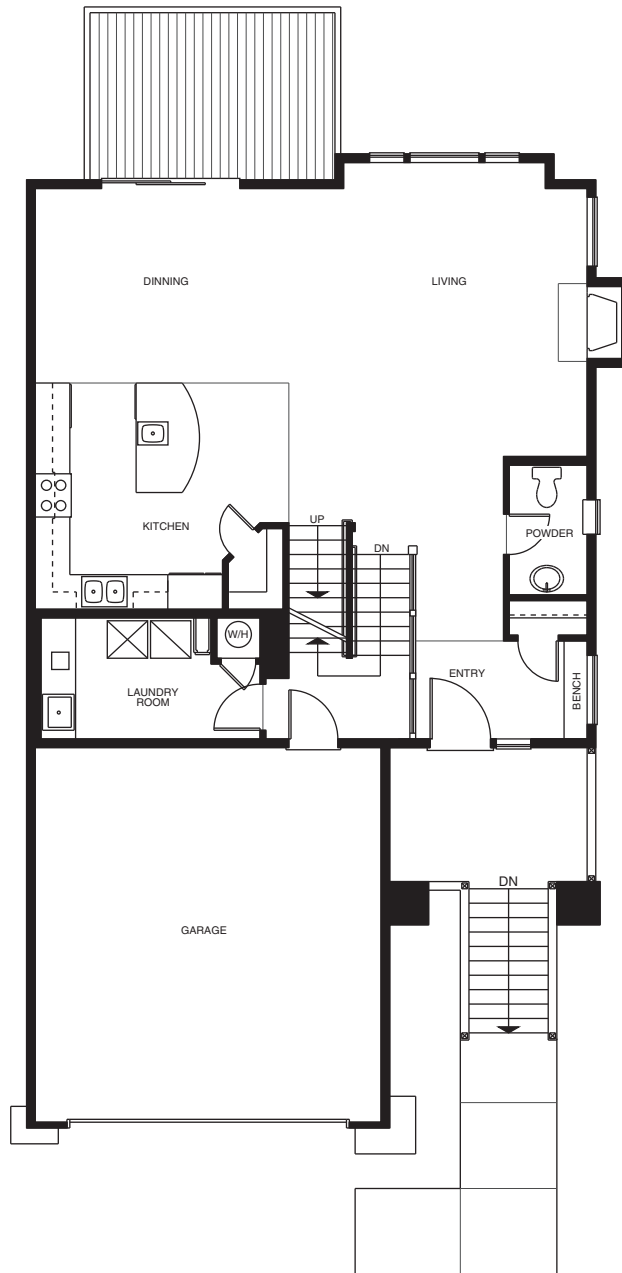 DINNING
LIVING
KITCHEN
UP
DN
POWDER
W/H
LAUNDRY
ROOM
ENTRY
BENCH
DN
GARAGE